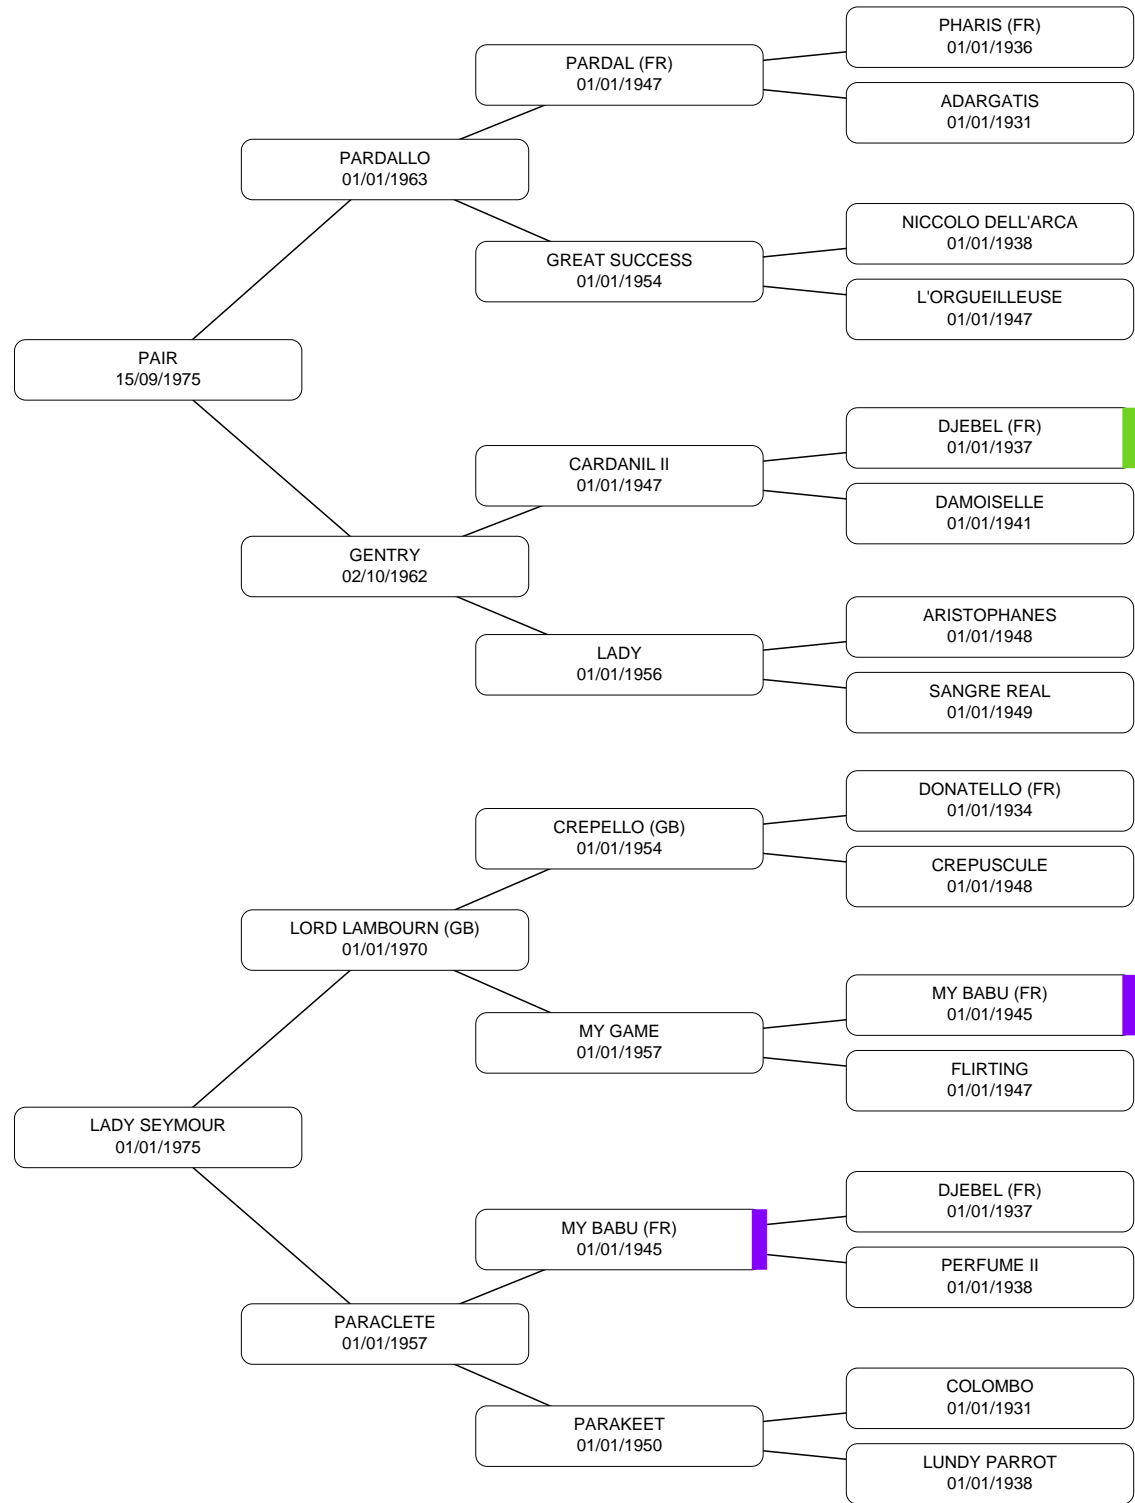 PHARIS (FR)
01/01/1936
PARDAL (FR)
01/01/1947
ADARGATIS
01/01/1931
PARDALLO
01/01/1963
NICCOLO DELL'ARCA
01/01/1938
GREAT SUCCESS
01/01/1954
L'ORGUEILLEUSE
01/01/1947
PAIR
15/09/1975
DJEBEL (FR)
01/01/1937
CARDANIL II
01/01/1947
DAMOISELLE
01/01/1941
GENTRY
02/10/1962
ARISTOPHANES
01/01/1948
LADY
01/01/1956
SANGRE REAL
01/01/1949
DONATELLO (FR)
01/01/1934
CREPELLO (GB)
01/01/1954
CREPUSCULE
01/01/1948
LORD LAMBOURN (GB)
01/01/1970
MY BABU (FR)
01/01/1945
MY GAME
01/01/1957
FLIRTING
01/01/1947
LADY SEYMOUR
01/01/1975
DJEBEL (FR)
01/01/1937
MY BABU (FR)
01/01/1945
PERFUME II
01/01/1938
PARACLETE
01/01/1957
COLOMBO
01/01/1931
PARAKEET
01/01/1950
LUNDY PARROT
01/01/1938